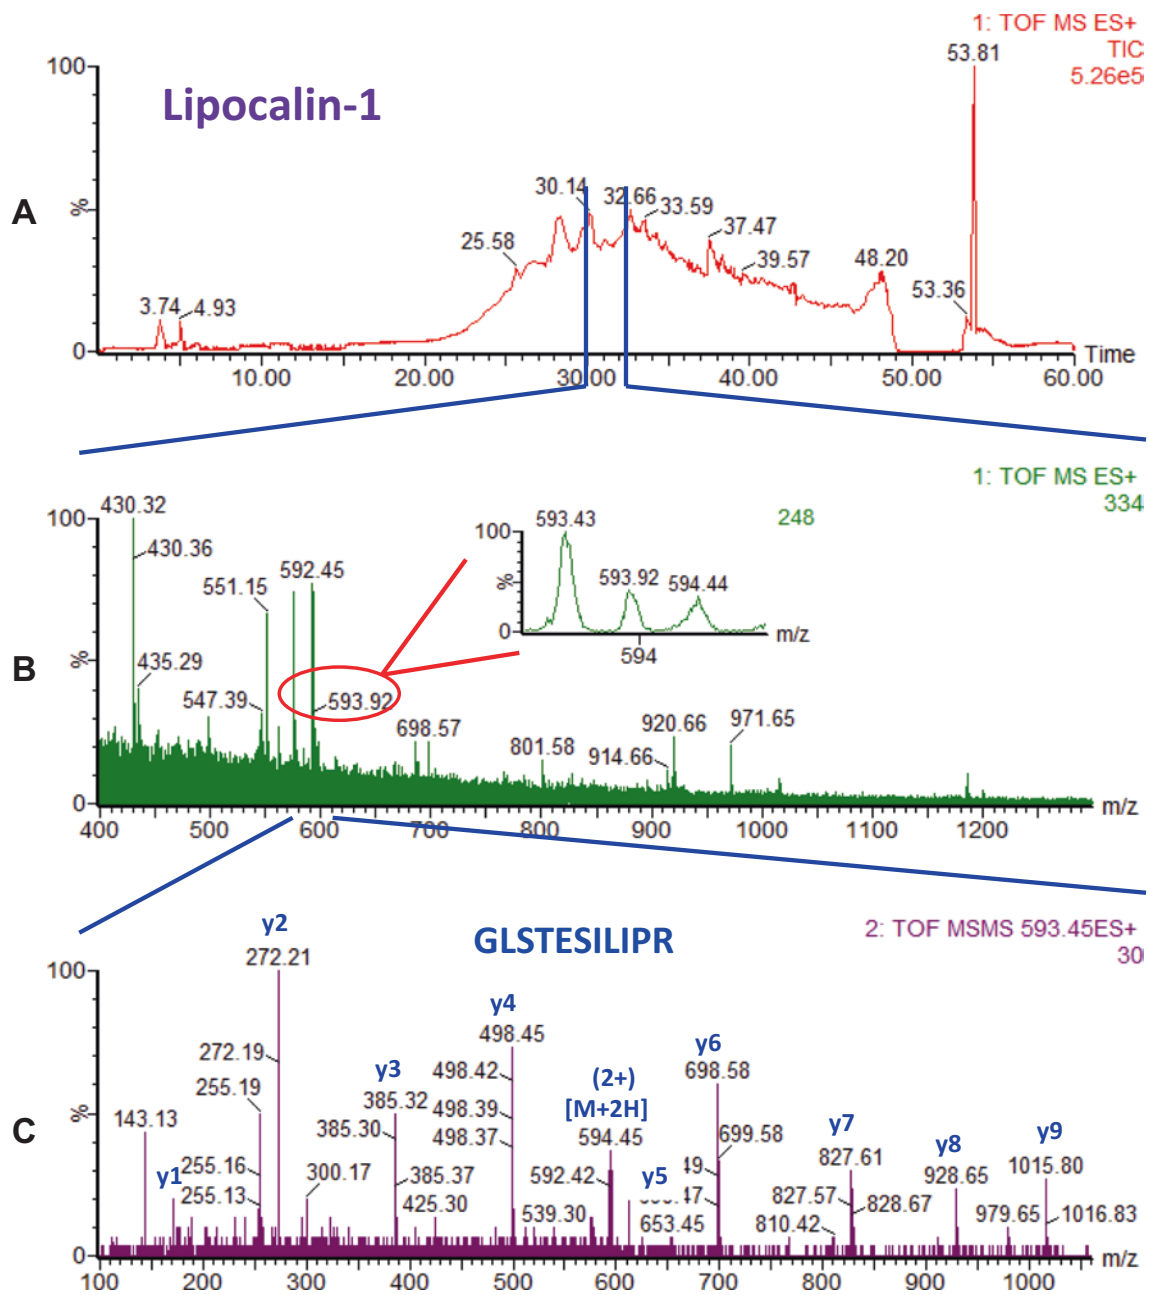 1: TOF MS ES+
TIC
5.26e5
Lipocalin-1
A
%
100
0
3.74
4.93
25.58
30.14
32.66
33.59
37.47
39.57
48.20
53.36
53.81
Time
10.00 20.00 30.00 40.00 50.00 60.00
1: TOF MS ES+
334
248
B
%
100
0
430.32
430.36
435.29
547.39
551.15
592.45
593.92
698.57
801.58
914.66
920.66
971.65
100
%
0
593.43
593.92
594.44
m/z
594
m/z
400 500 600 700 800 900 1000 1100 1200
2: TOF MSMS 593.45ES+
30
GLSTESILIPR
C
%
100
0
143.13
y1
255.19
255.16
255.13
y2
272.21
272.19
300.17
y3
385.32
385.30
385.37
425.30
y4
498.45
498.42
498.39
498.37
539.30
(2+)
[M+2H]
594.45
592.42
y5
653.45
y6
698.58
699.58
y7
827.61
827.57
828.67
810.42
y8
928.65
979.65
y9
1015.80
1016.83
m/z
100 200 300 400 500 600 700 800 900 1000